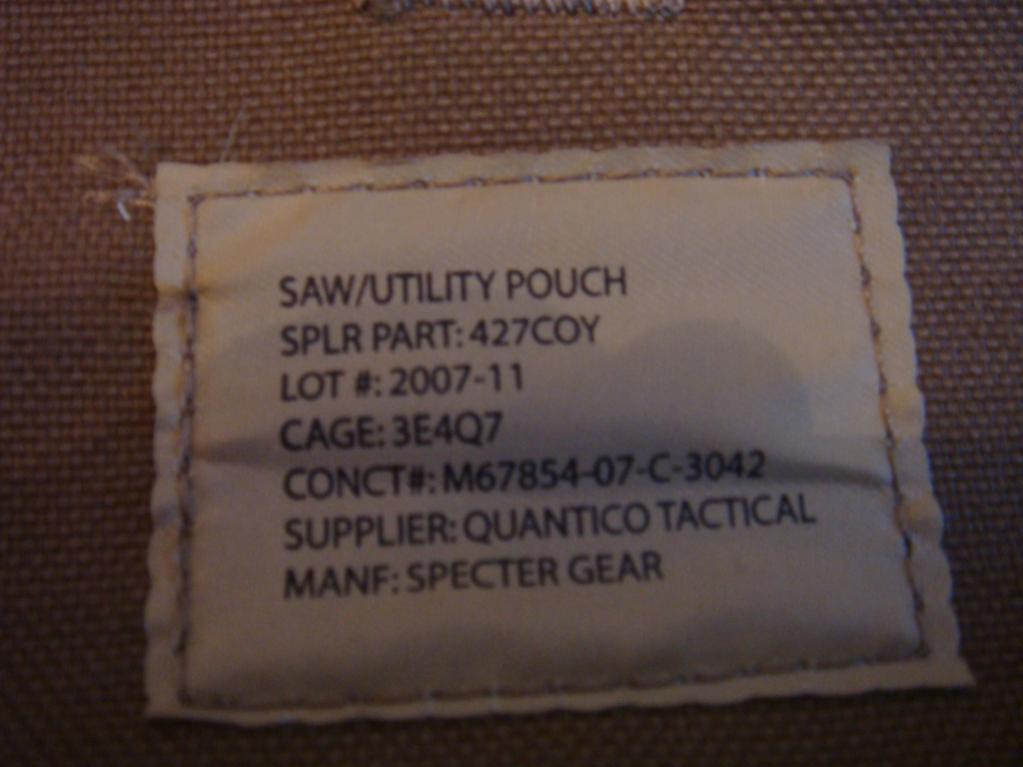 SAW/UTILITY POUCH
SPLR PART: 427COY
LOT #: 2007-11
CAGE: 3E4Q7
CONCT#: M67854-07-C-3042
SUPPLIER: QUANTICO TACTICAL
MANF: SPECTER GEAR